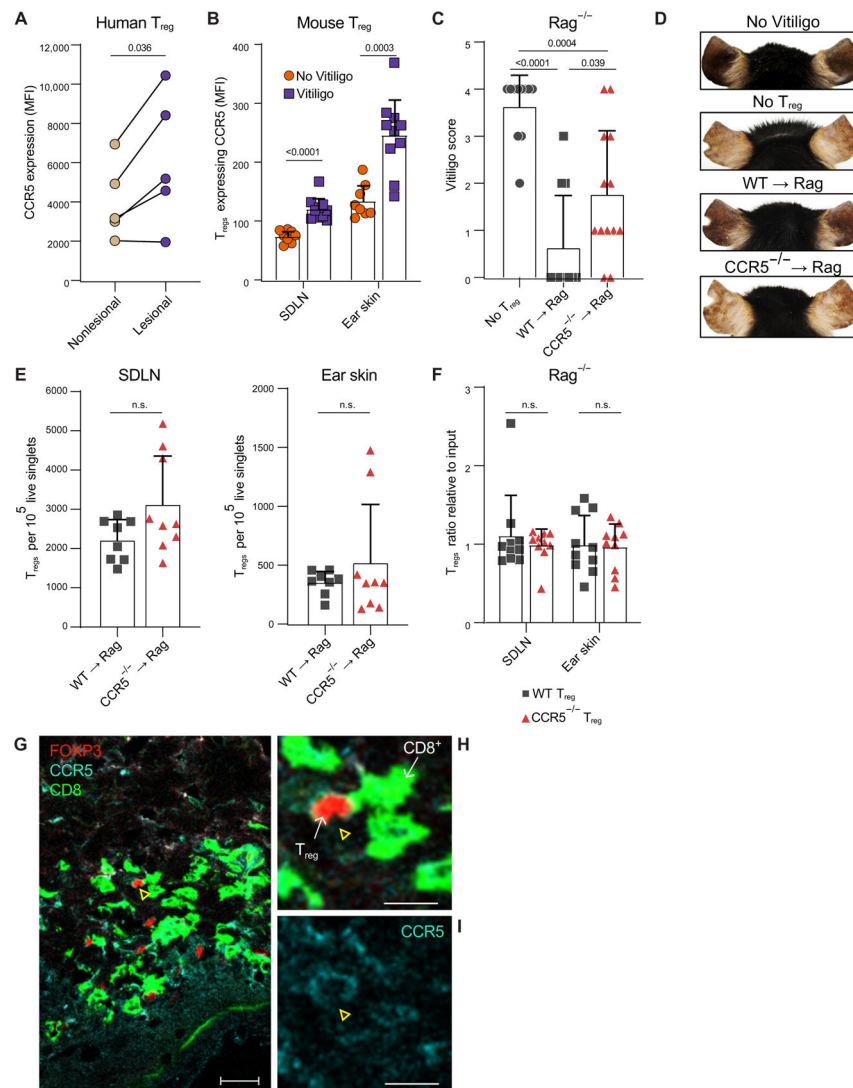 A
Human Treg
0.036
12,000
10,000
8000
6000
4000
2000
0
CCR5 expression (MFI)
Nonlesional
Lesional
B
Mouse Treg
No Vitiligo
Vitiligo
<0.0001
0.0003
400
300
200
100
0
Tregs expressing CCR5 (MFI)
SDLN
Ear skin
C
Rag−/−
0.0004
<0.0001
0.039
5
4
3
2
1
0
Vitiligo score
No Treg
WT → Rag
CCR5−/− → Rag
D
No Vitiligo
No Treg
WT → Rag
CCR5−/− → Rag
E
SDLN
n.s.
6000
5000
4000
3000
2000
1000
0
Tregs per 10^5 live singlets
WT → Rag
CCR5−/− → Rag
Ear skin
n.s.
2000
1500
1000
500
0
Tregs per 10^5 live singlets
WT → Rag
CCR5−/− → Rag
F
Rag−/−
n.s.
n.s.
3
2
1
0
Tregs ratio relative to input
SDLN
Ear skin
WT Treg
CCR5−/− Treg
G
FOXP3
CCR5
CD8
H
CD8+
Treg
I
CCR5